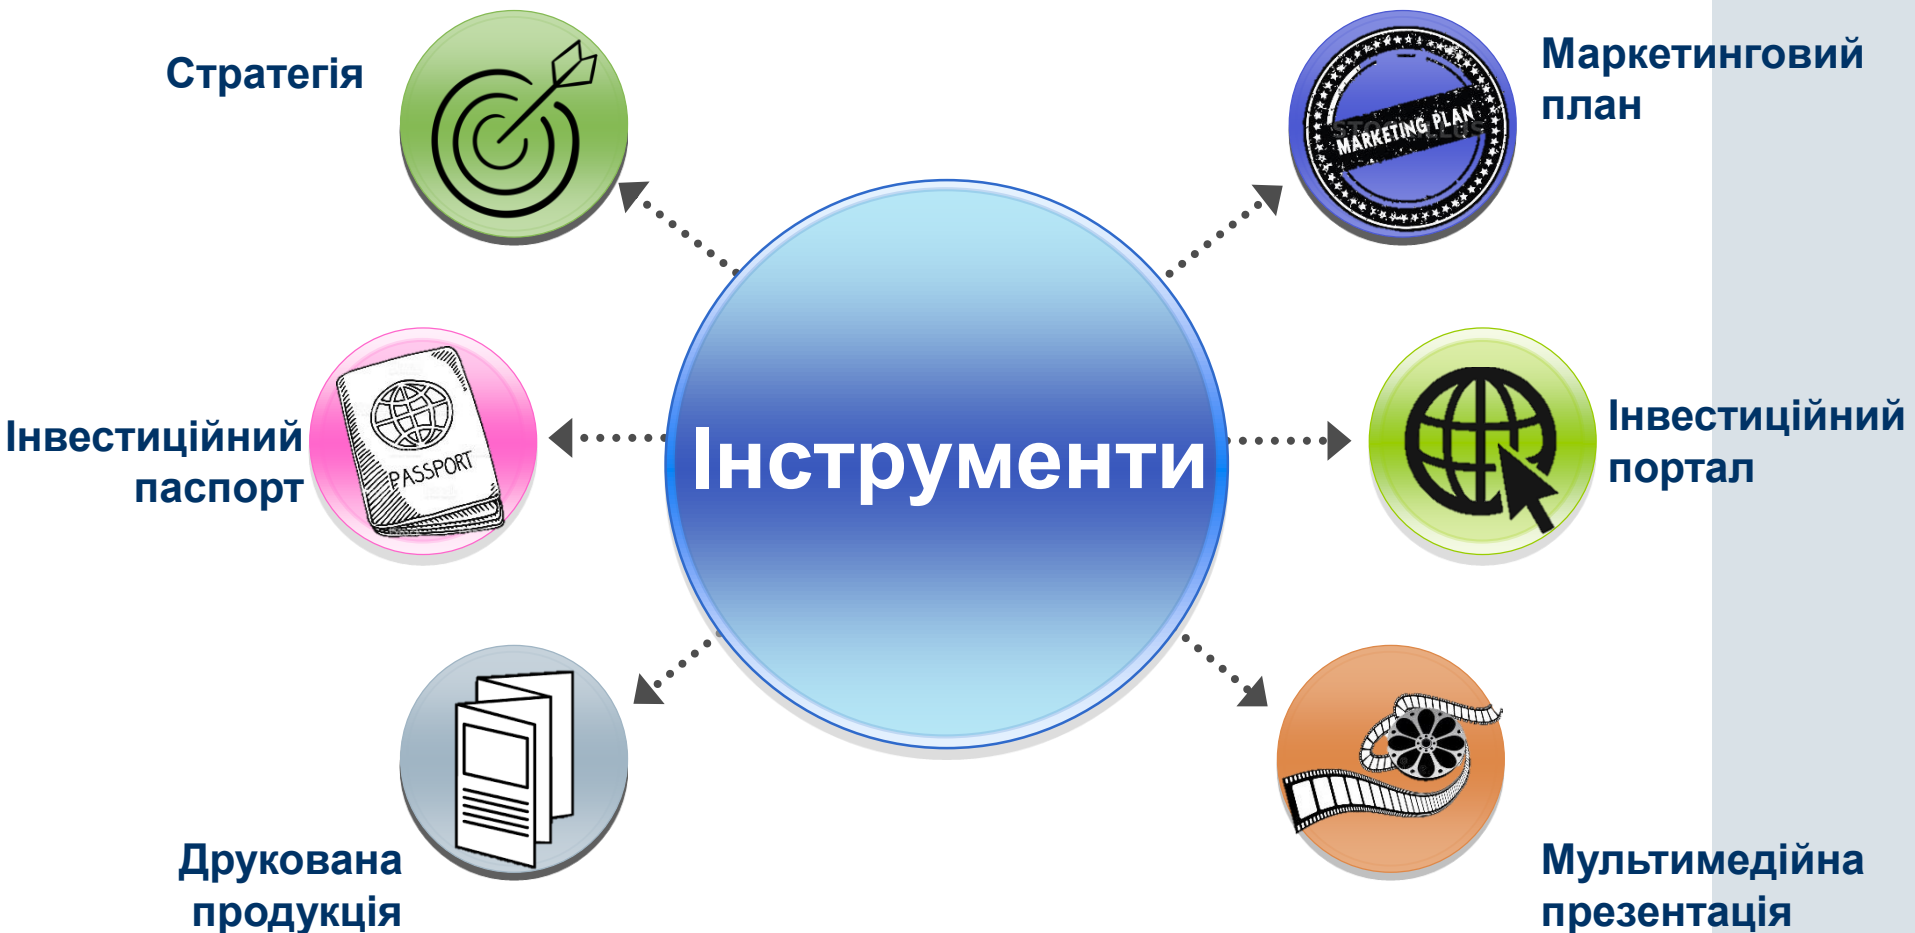 Стратегія
Маркетинговий
план
MARKETING PLAN
Інструменти
Інвестиційний
паспорт
PASSPORT
Інвестиційний
портал
Друкована
продукція
Мультимедійна
презентація